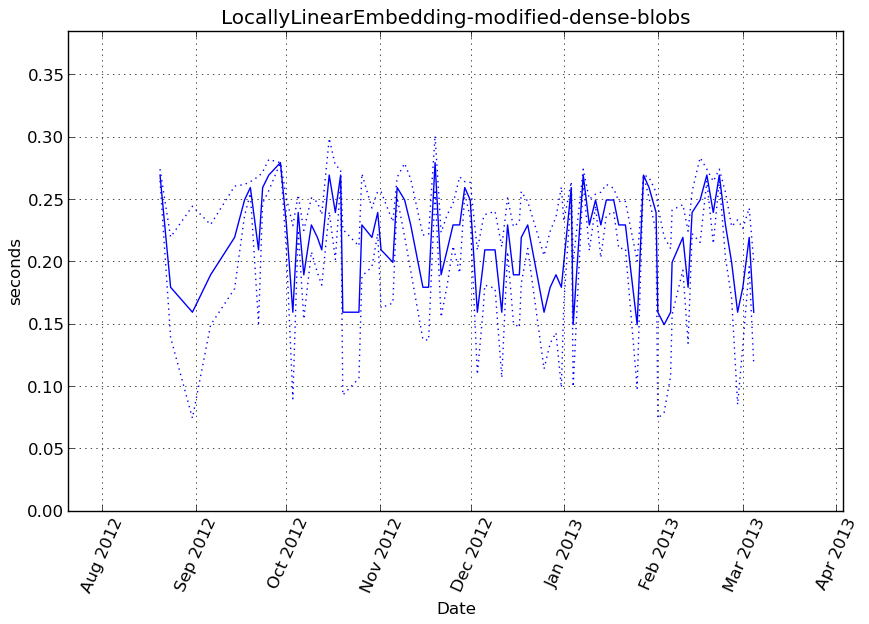 LocallyLinearEmbedding-modified-dense-blobs
0.35
0.30
0.25
0.20
0.15
0.10
0.05
0.00
seconds
Aug 2012
Sep 2012
Oct 2012
Nov 2012
Dec 2012
Jan 2013
Feb 2013
Mar 2013
Apr 2013
Date